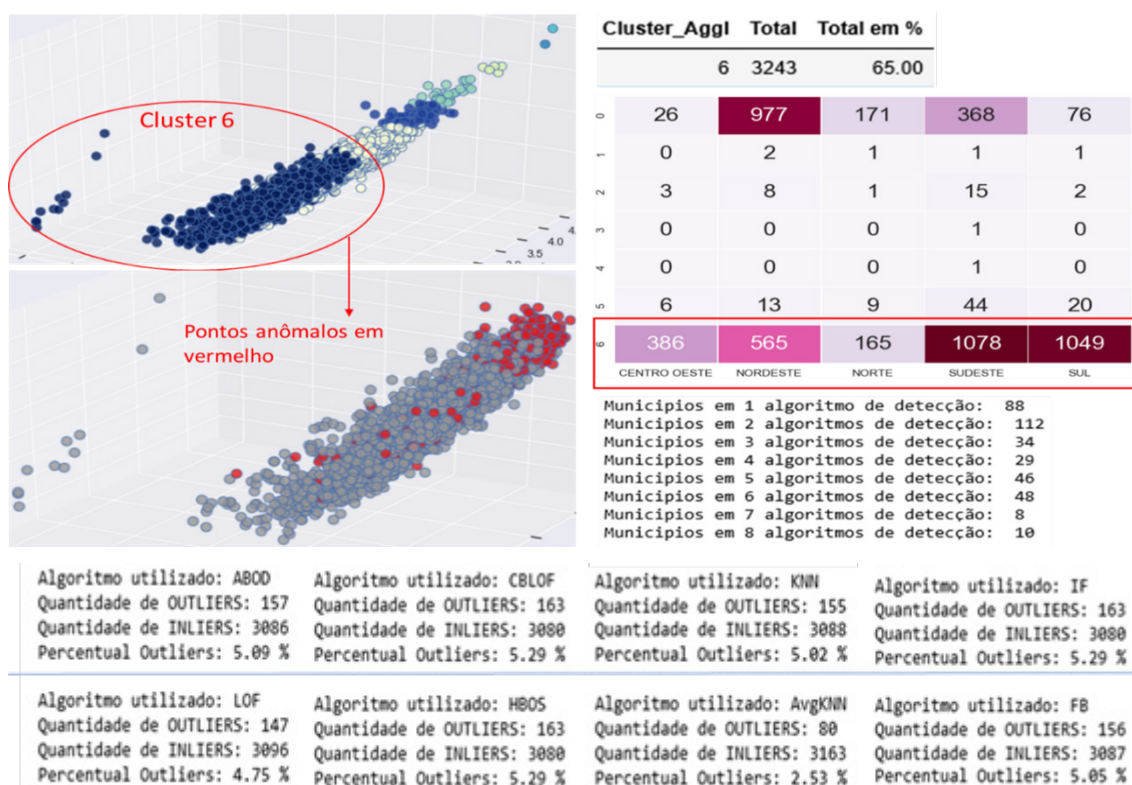 Cluster 6
4.0
3.5
Pontos anômalos em
vermelho
Cluster_Aggl Total Total em %
6 3243 65.00
0 26 977 171 368 76
1 0 2 1 1 1
2 3 8 1 15 2
3 0 0 0 1 0
4 0 0 0 1 0
5 6 13 9 44 20
6 386 565 165 1078 1049
CENTRO OESTE NORDESTE NORTE SUDESTE SUL
Municipios em 1 algoritmo de detecção: 88
Municipios em 2 algoritmos de detecção: 112
Municipios em 3 algoritmos de detecção: 34
Municipios em 4 algoritmos de detecção: 29
Municipios em 5 algoritmos de detecção: 46
Municipios em 6 algoritmos de detecção: 48
Municipios em 7 algoritmos de detecção: 8
Municipios em 8 algoritmos de detecção: 10
Algoritmo utilizado: ABOD
Quantidade de OUTLIERS: 157
Quantidade de INLIERS: 3086
Percentual Outliers: 5.09 %
Algoritmo utilizado: CBLOF
Quantidade de OUTLIERS: 163
Quantidade de INLIERS: 3080
Percentual Outliers: 5.29 %
Algoritmo utilizado: KNN
Quantidade de OUTLIERS: 155
Quantidade de INLIERS: 3088
Percentual Outliers: 5.02 %
Algoritmo utilizado: IF
Quantidade de OUTLIERS: 163
Quantidade de INLIERS: 3080
Percentual Outliers: 5.29 %
Algoritmo utilizado: LOF
Quantidade de OUTLIERS: 147
Quantidade de INLIERS: 3096
Percentual Outliers: 4.75 %
Algoritmo utilizado: HBOS
Quantidade de OUTLIERS: 163
Quantidade de INLIERS: 3080
Percentual Outliers: 5.29 %
Algoritmo utilizado: AvgKNN
Quantidade de OUTLIERS: 80
Quantidade de INLIERS: 3163
Percentual Outliers: 2.53 %
Algoritmo utilizado: FB
Quantidade de OUTLIERS: 156
Quantidade de INLIERS: 3087
Percentual Outliers: 5.05 %